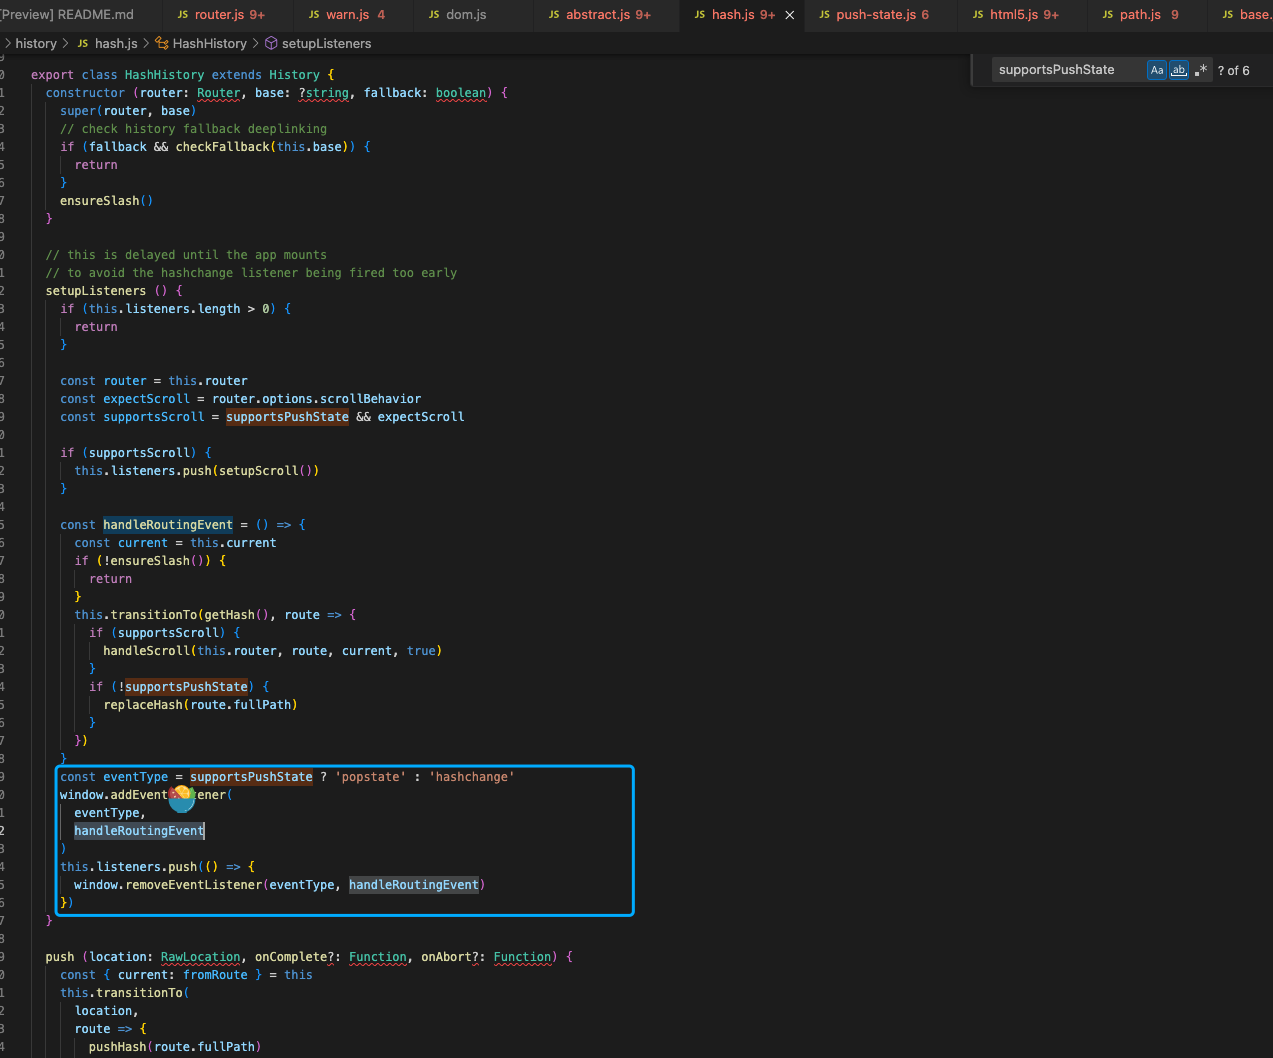 [Preview] README.md JS router.js 9+ JS warn.js 4 JS dom.js JS abstract.js 9+ JS hash.js 9+ × JS push-state.js 6 JS html5.js 9+ JS path.js 9 JS base.
> history > JS hash.js > HashHistory > setupListeners
supportsPushState Aa ab .* ? of 6
export class HashHistory extends History {
constructor (router: Router, base: ?string, fallback: boolean) {
super(router, base)
// check history fallback deeplinking
if (fallback && checkFallback(this.base)) {
return
}
ensureSlash()
}
// this is delayed until the app mounts
// to avoid the hashchange listener being fired too early
setupListeners () {
if (this.listeners.length > 0) {
return
}
const router = this.router
const expectScroll = router.options.scrollBehavior
const supportsScroll = supportsPushState && expectScroll
if (supportsScroll) {
this.listeners.push(setupScroll())
}
const handleRoutingEvent = () => {
const current = this.current
if (!ensureSlash()) {
return
}
this.transitionTo(getHash(), route => {
if (supportsScroll) {
handleScroll(this.router, route, current, true)
}
if (!supportsPushState) {
replaceHash(route.fullPath)
}
})
}
const eventType = supportsPushState ? 'popstate' : 'hashchange'
window.addEvent ener(
eventType,
handleRoutingEvent
)
this.listeners.push(() => {
window.removeEventListener(eventType, handleRoutingEvent)
})
}
push (location: RawLocation, onComplete?: Function, onAbort?: Function) {
const { current: fromRoute } = this
this.transitionTo(
location,
route => {
pushHash(route.fullPath)